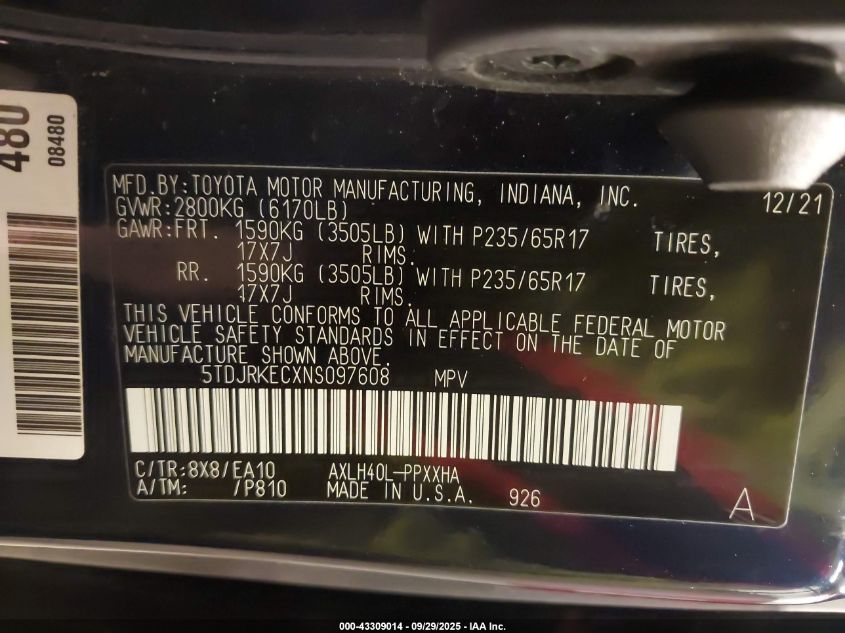 480
08480
MFD.BY:TOYOTA MOTOR MANUFACTURING, INDIANA, INC. 12/21
GVWR:2800KG (6170LB)
GAWR:FRT. 1590KG (3505LB) WITH P235/65R17 TIRES,
17X7J RIMS.
RR. 1590KG (3505LB) WITH P235/65R17 TIRES,
17X7J RIMS.
THIS VEHICLE CONFORMS TO ALL APPLICABLE FEDERAL MOTOR
VEHICLE SAFETY STANDARDS IN EFFECT ON THE DATE OF
MANUFACTURE SHOWN ABOVE.
5TDJRKECXNS097608 MPV
C/TR:8X8/EA10 AXLH40L-PPXXHA
A/TM: /P810 MADE IN U.S.A. 926 A
000-43309014 - 09/29/2025 - IAA Inc.